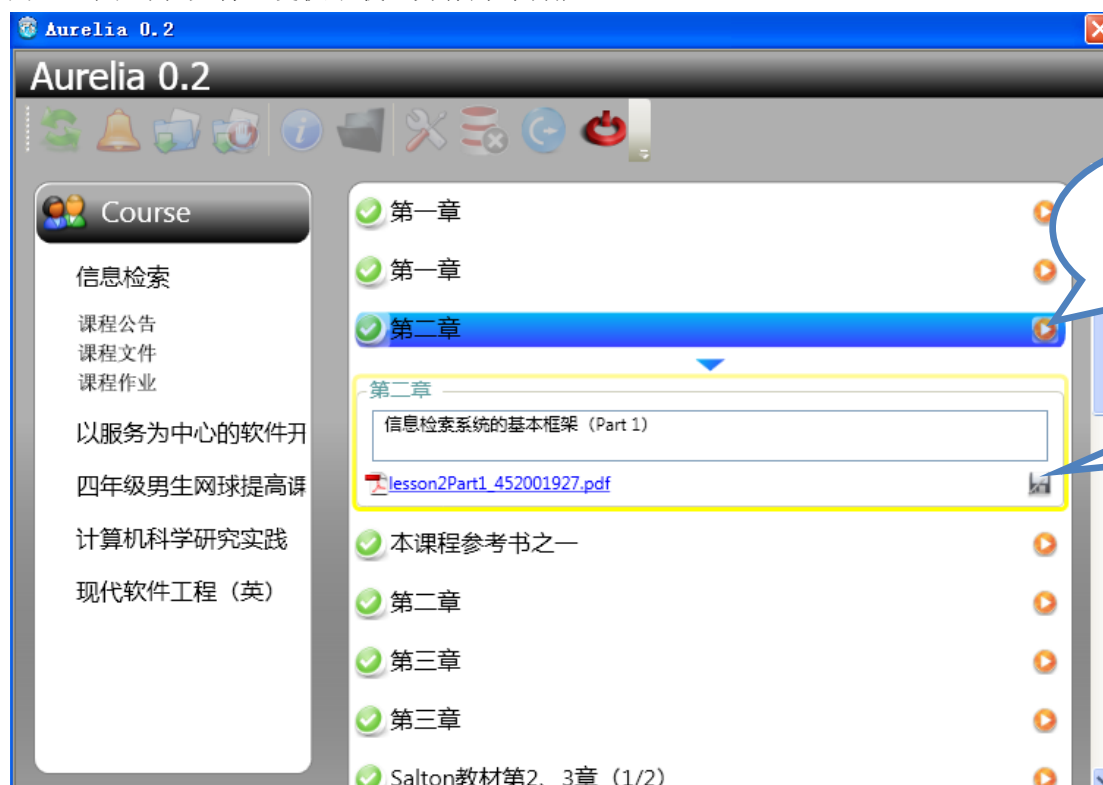 Aurelia 0.2
Aurelia 0.2
Course
信息检索
课程公告
课程文件
课程作业
以服务为中心的软件开
四年级男生网球提高课
计算机科学研究实践
现代软件工程（英）
第一章
第一章
第二章
第二章
信息检索系统的基本框架（Part 1）
lesson2Part1_452001927.pdf
本课程参考书之一
第二章
第三章
第三章
Salton教材第2、3章（1/2）